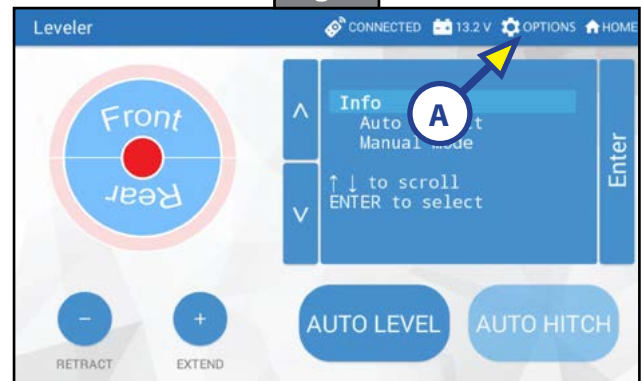 Leveler
CONNECTED 13.2 V OPTIONS HOME
Front
Rear
Info
Auto
Manual
↑ ↓ to scroll
ENTER to select
Enter
A
AUTO LEVEL
AUTO HITCH
− +
RETRACT EXTEND